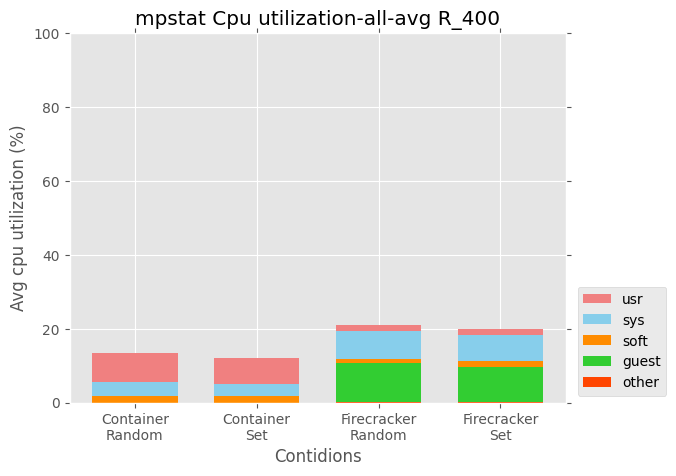 mpstat Cpu utilization-all-avg R_400
Avg cpu utilization (%)
100
80
60
40
20
0
Container
Random
Container
Set
Firecracker
Random
Firecracker
Set
Contidions
usr
sys
soft
guest
other